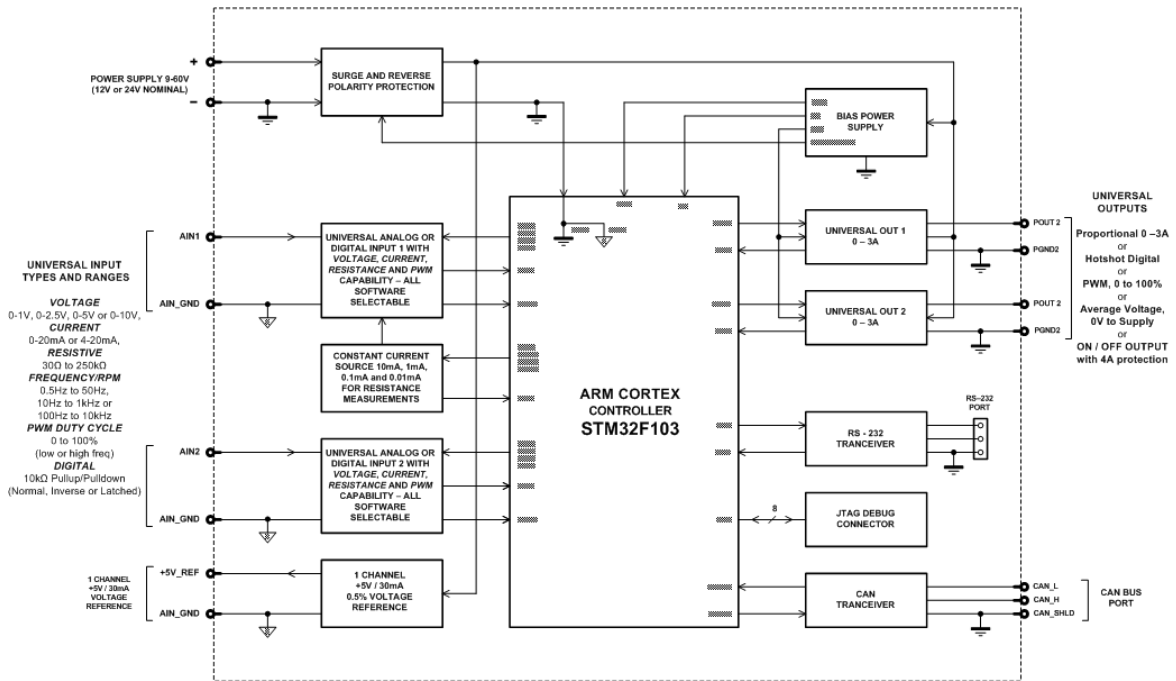 +
POWER SUPPLY 9-60V
(12V or 24V NOMINAL)
–
SURGE AND REVERSE
POLARITY PROTECTION
BIAS POWER
SUPPLY
UNIVERSAL INPUT
TYPES AND RANGES
VOLTAGE
0-1V, 0-2.5V, 0-5V or 0-10V,
CURRENT
0-20mA or 4-20mA,
RESISTIVE
30Ω to 250kΩ
FREQUENCY/RPM
0.5Hz to 50Hz,
10Hz to 1kHz or
100Hz to 10kHz
PWM DUTY CYCLE
0 to 100%
(low or high freq.)
DIGITAL
10kΩ Pullup/Pulldown
(Normal, Inverse or Latched)
AIN1
AIN_GND
UNIVERSAL ANALOG OR
DIGITAL INPUT 1 WITH
VOLTAGE, CURRENT,
RESISTANCE AND PWM
CAPABILITY – ALL
SOFTWARE
SELECTABLE
CONSTANT CURRENT
SOURCE 10mA, 1mA,
0.1mA and 0.01mA
FOR RESISTANCE
MEASUREMENTS
AIN2
AIN_GND
UNIVERSAL ANALOG OR
DIGITAL INPUT 2 WITH
VOLTAGE, CURRENT,
RESISTANCE AND PWM
CAPABILITY – ALL
SOFTWARE
SELECTABLE
1 CHANNEL
+5V / 30mA
VOLTAGE
REFERENCE
+5V_REF
AIN_GND
1 CHANNEL
+5V / 30mA
0.5% VOLTAGE
REFERENCE
ARM CORTEX
CONTROLLER
STM32F103
UNIVERSAL OUT 1
0 – 3A
UNIVERSAL OUT 2
0 – 3A
POUT 2
PGND2
POUT 2
PGND2
UNIVERSAL
OUTPUTS
Proportional 0 –3A
or
Hotshot Digital
or
PWM, 0 to 100%
or
Average Voltage,
0V to Supply
or
ON / OFF OUTPUT
with 4A protection
RS - 232
TRANCEIVER
RS–232
PORT
8
JTAG DEBUG
CONNECTOR
CAN
TRANCEIVER
CAN_L
CAN_H
CAN_SHLD
CAN BUS
PORT